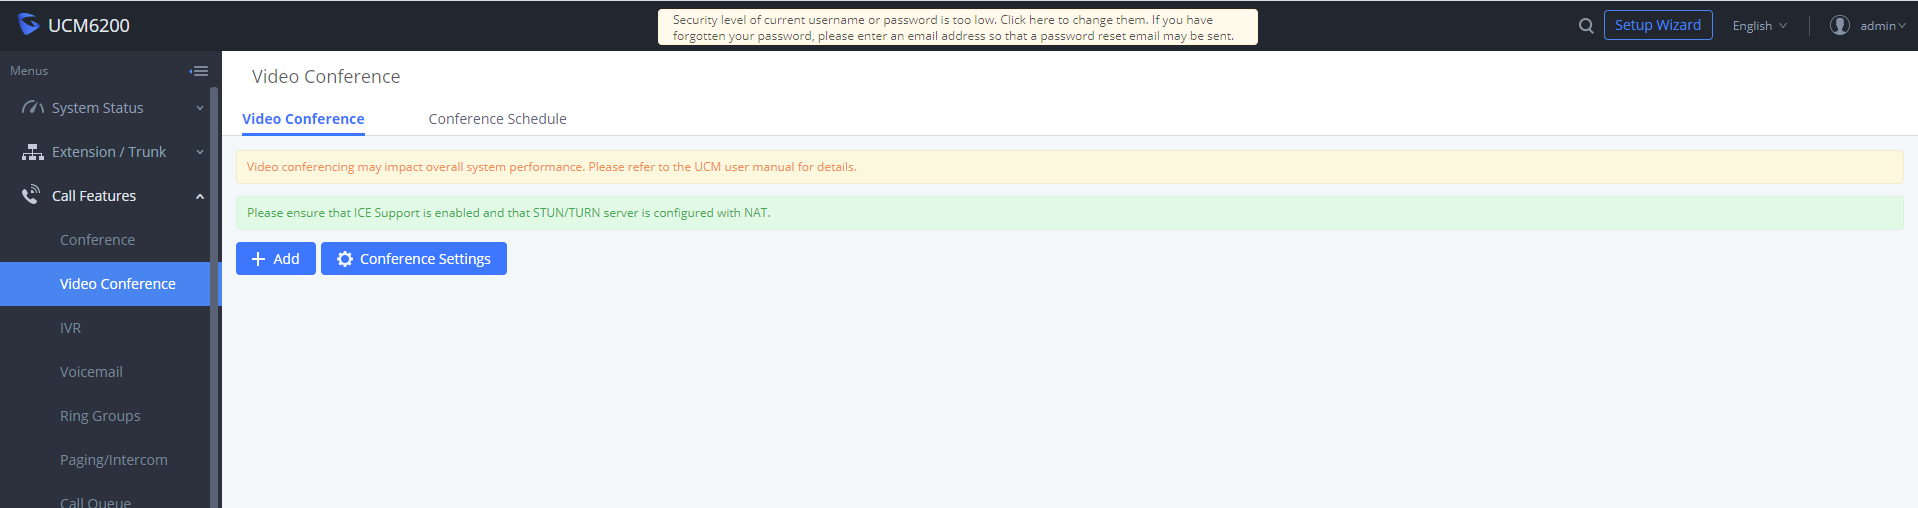 UCM6200
Security level of current username or password is too low. Click here to change them. If you have
forgotten your password, please enter an email address so that a password reset email may be sent.
Setup Wizard
English
admin
Menus
System Status
Extension / Trunk
Call Features
Conference
Video Conference
IVR
Voicemail
Ring Groups
Paging/Intercom
Call Queue
Video Conference
Video Conference
Conference Schedule
Video conferencing may impact overall system performance. Please refer to the UCM user manual for details.
Please ensure that ICE Support is enabled and that STUN/TURN server is configured with NAT.
Add
Conference Settings